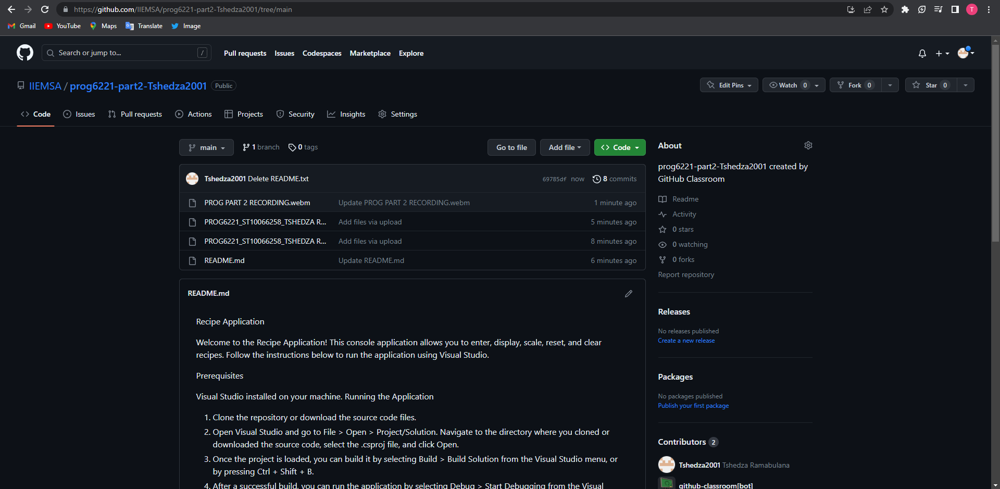 https://github.com/IIEMSA/prog6221-part2-Tshedza2001/tree/main
T
Gmail YouTube Maps Translate Image
Search or jump to... / Pull requests Issues Codespaces Marketplace Explore
IIEMSA / prog6221-part2-Tshedza2001 Public
Edit Pins Watch 0 Fork 0 Star 0
Code Issues Pull requests Actions Projects Security Insights Settings
main 1 branch 0 tags Go to file Add file Code
Tshedza2001 Delete README.txt 69785df now 8 commits
PROG PART 2 RECORDING.webm Update PROG PART 2 RECORDING.webm 1 minute ago
PROG6221_ST10066258_TSHEDZA R... Add files via upload 5 minutes ago
PROG6221_ST10066258_TSHEDZA R... Add files via upload 8 minutes ago
README.md Update README.md 6 minutes ago
README.md
Recipe Application
Welcome to the Recipe Application! This console application allows you to enter, display, scale, reset, and clear
recipes. Follow the instructions below to run the application using Visual Studio.
Prerequisites
Visual Studio installed on your machine. Running the Application
1. Clone the repository or download the source code files.
2. Open Visual Studio and go to File > Open > Project/Solution. Navigate to the directory where you cloned or
downloaded the source code, select the .csproj file, and click Open.
3. Once the project is loaded, you can build it by selecting Build > Build Solution from the Visual Studio menu, or
by pressing Ctrl + Shift + B.
4. After a successful build, you can run the application by selecting Debug > Start Debugging from the Visual
About
prog6221-part2-Tshedza2001 created by
GitHub Classroom
Readme
Activity
0 stars
0 watching
0 forks
Report repository
Releases
No releases published
Create a new release
Packages
No packages published
Publish your first package
Contributors 2
Tshedza2001 Tshedza Ramabulana
github-classroom[bot]